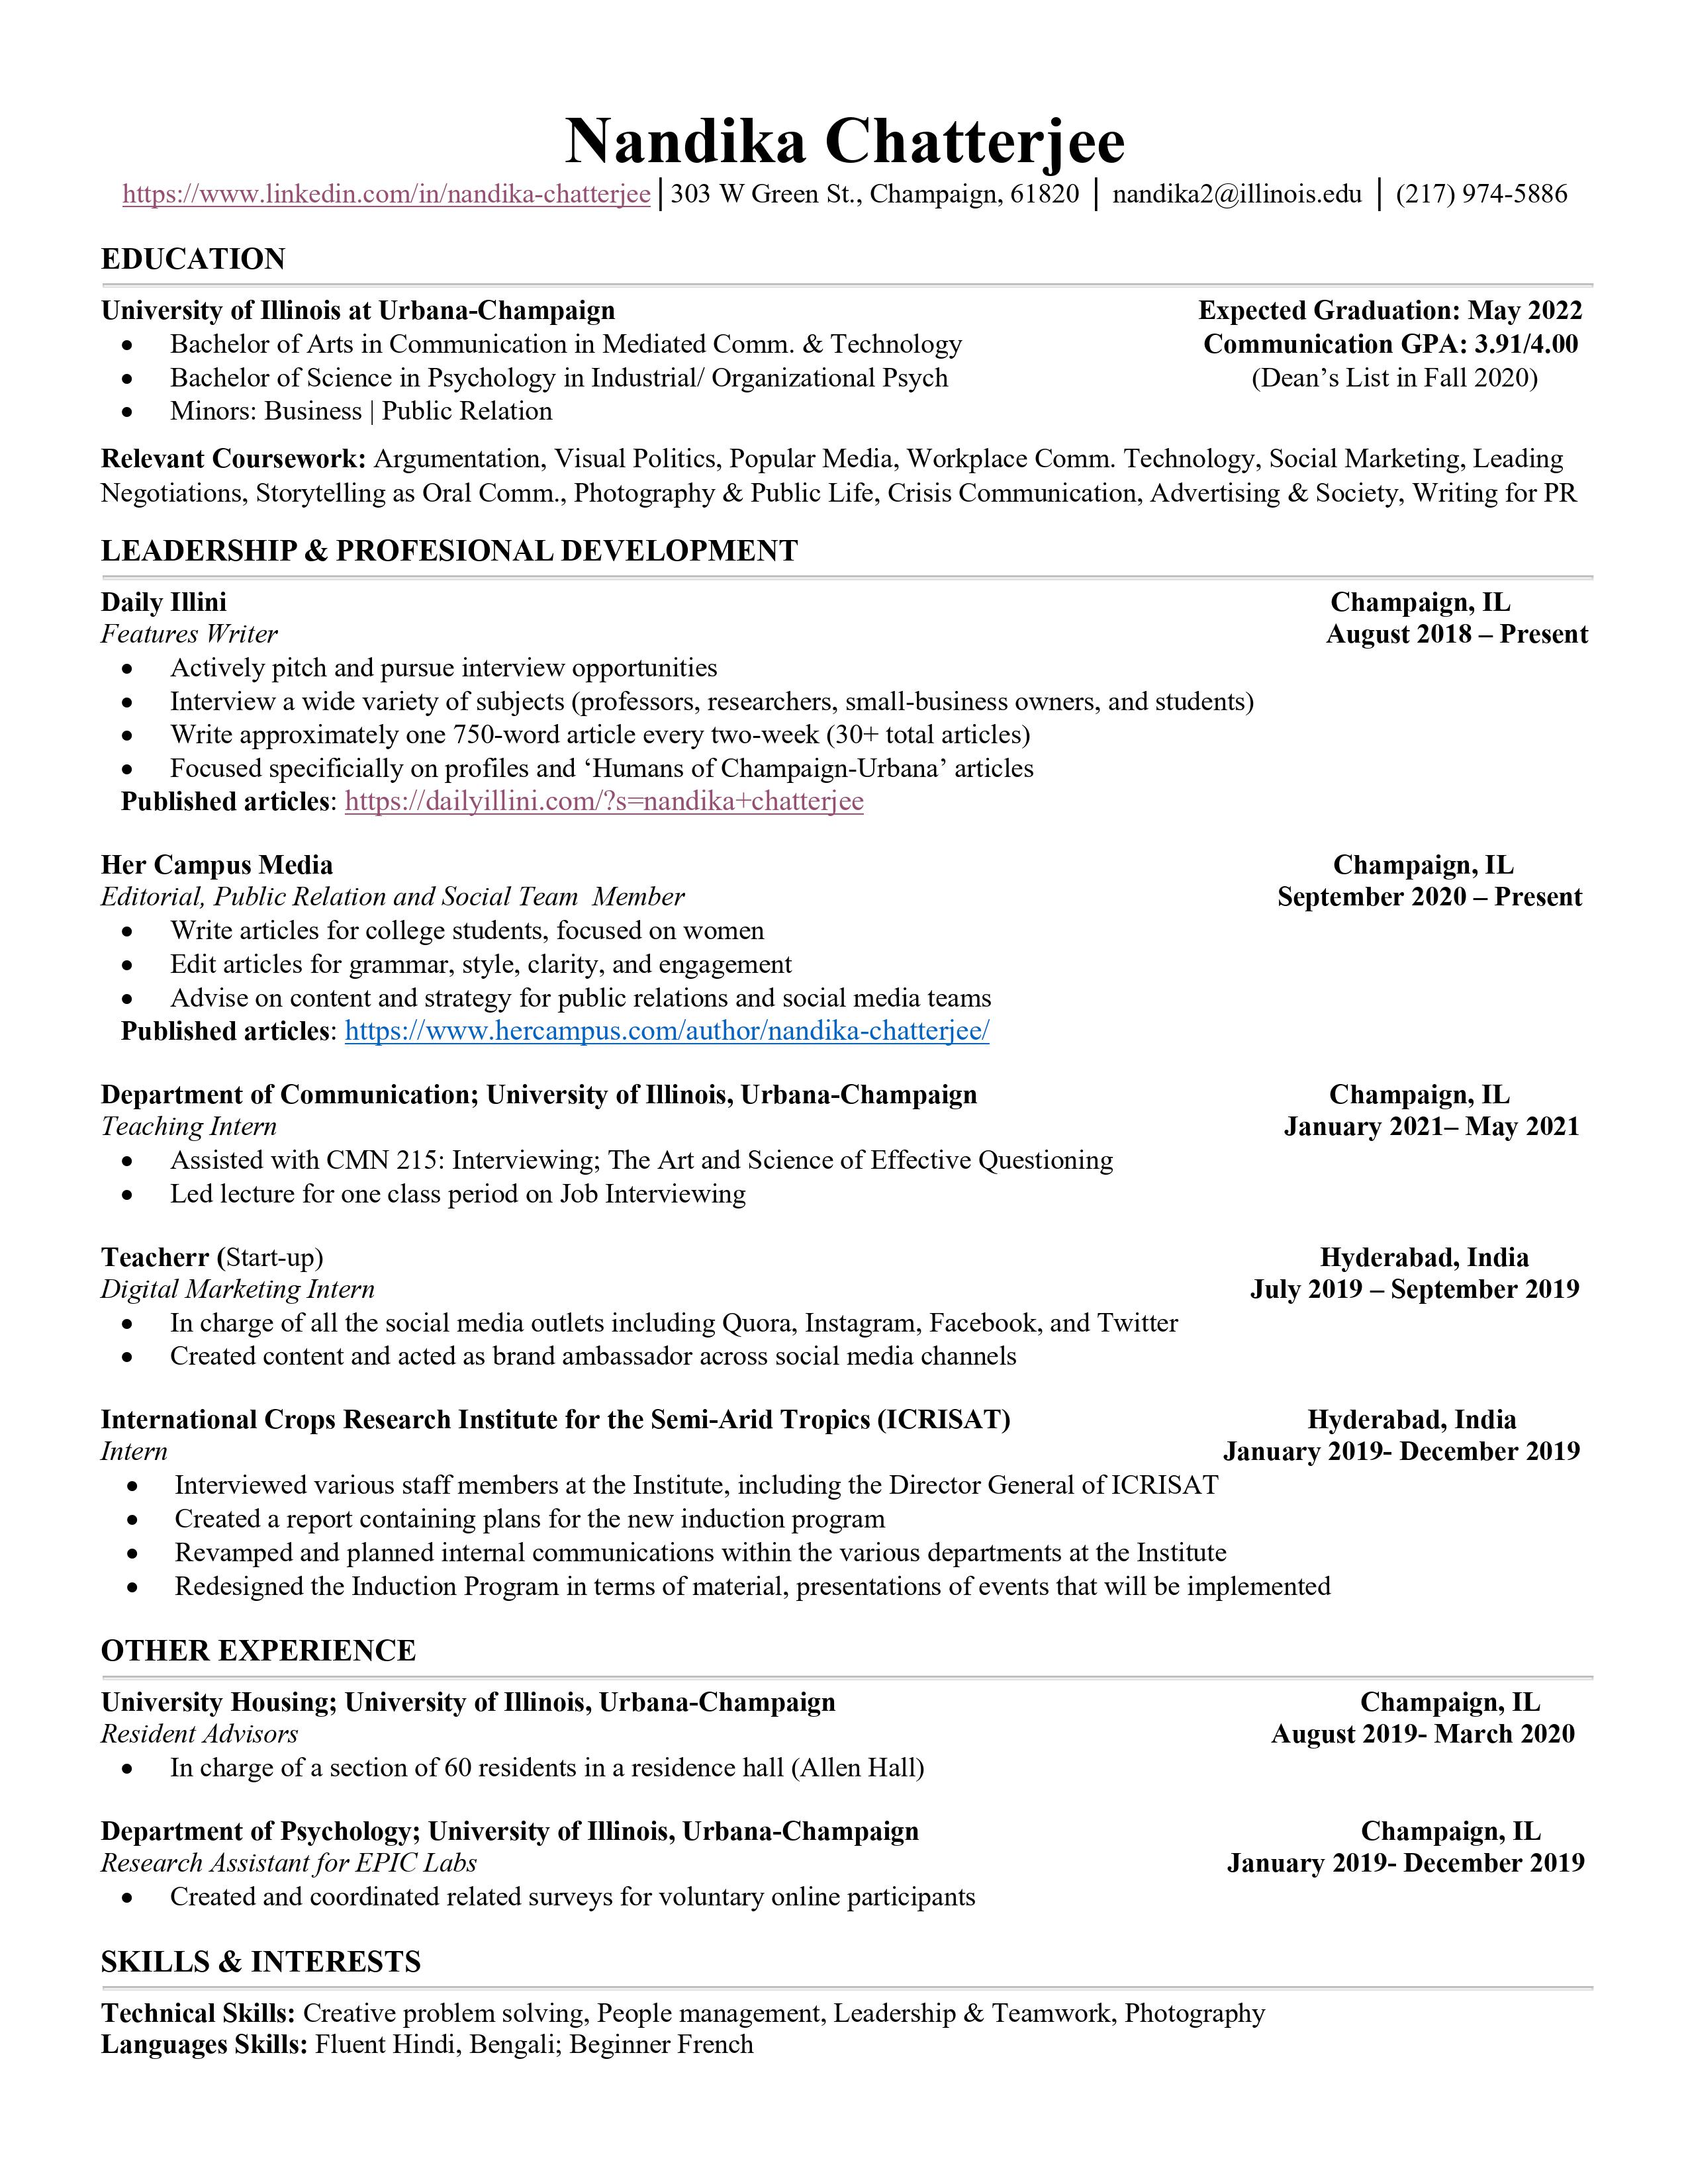 Nandika Chatterjee
https://www.linkedin.com/in/nandika-chatterjee | 303 W Green St., Champaign, 61820 | nandika2@illinois.edu | (217) 974-5886
EDUCATION
University of Illinois at Urbana-Champaign Expected Graduation: May 2022
• Bachelor of Arts in Communication in Mediated Comm. & Technology Communication GPA: 3.91/4.00
• Bachelor of Science in Psychology in Industrial/ Organizational Psych (Dean’s List in Fall 2020)
• Minors: Business | Public Relation
Relevant Coursework: Argumentation, Visual Politics, Popular Media, Workplace Comm. Technology, Social Marketing, Leading
Negotiations, Storytelling as Oral Comm., Photography & Public Life, Crisis Communication, Advertising & Society, Writing for PR
LEADERSHIP & PROFESIONAL DEVELOPMENT
Daily Illini Champaign, IL
Features Writer August 2018 – Present
• Actively pitch and pursue interview opportunities
• Interview a wide variety of subjects (professors, researchers, small-business owners, and students)
• Write approximately one 750-word article every two-week (30+ total articles)
• Focused specificially on profiles and ‘Humans of Champaign-Urbana’ articles
Published articles: https://dailyillini.com/?s=nandika+chatterjee
Her Campus Media Champaign, IL
Editorial, Public Relation and Social Team Member September 2020 – Present
• Write articles for college students, focused on women
• Edit articles for grammar, style, clarity, and engagement
• Advise on content and strategy for public relations and social media teams
Published articles: https://www.hercampus.com/author/nandika-chatterjee/
Department of Communication; University of Illinois, Urbana-Champaign Champaign, IL
Teaching Intern January 2021– May 2021
• Assisted with CMN 215: Interviewing; The Art and Science of Effective Questioning
• Led lecture for one class period on Job Interviewing
Teacherr (Start-up) Hyderabad, India
Digital Marketing Intern July 2019 – September 2019
• In charge of all the social media outlets including Quora, Instagram, Facebook, and Twitter
• Created content and acted as brand ambassador across social media channels
International Crops Research Institute for the Semi-Arid Tropics (ICRISAT) Hyderabad, India
Intern January 2019- December 2019
• Interviewed various staff members at the Institute, including the Director General of ICRISAT
• Created a report containing plans for the new induction program
• Revamped and planned internal communications within the various departments at the Institute
• Redesigned the Induction Program in terms of material, presentations of events that will be implemented
OTHER EXPERIENCE
University Housing; University of Illinois, Urbana-Champaign Champaign, IL
Resident Advisors August 2019- March 2020
• In charge of a section of 60 residents in a residence hall (Allen Hall)
Department of Psychology; University of Illinois, Urbana-Champaign Champaign, IL
Research Assistant for EPIC Labs January 2019- December 2019
• Created and coordinated related surveys for voluntary online participants
SKILLS & INTERESTS
Technical Skills: Creative problem solving, People management, Leadership & Teamwork, Photography
Languages Skills: Fluent Hindi, Bengali; Beginner French